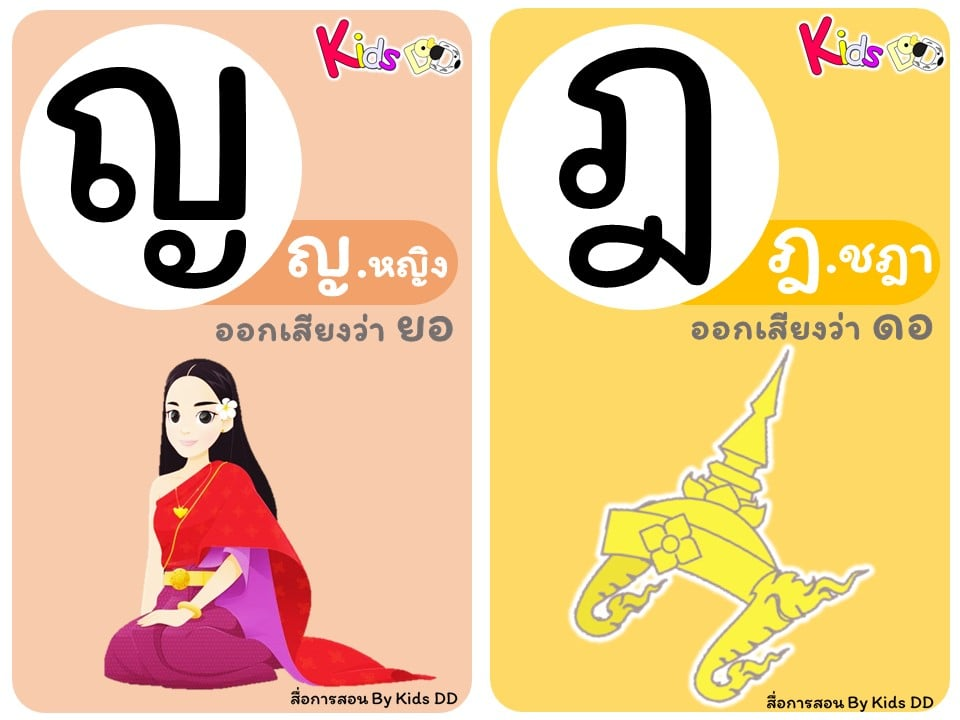 Kids DD
ญ
ญ.หญิง
ออกเสียงว่า ยอ
สื่อการสอน By Kids DD
Kids DD
ฎ
ฎ.ชฎา
ออกเสียงว่า ดอ
สื่อการสอน By Kids DD